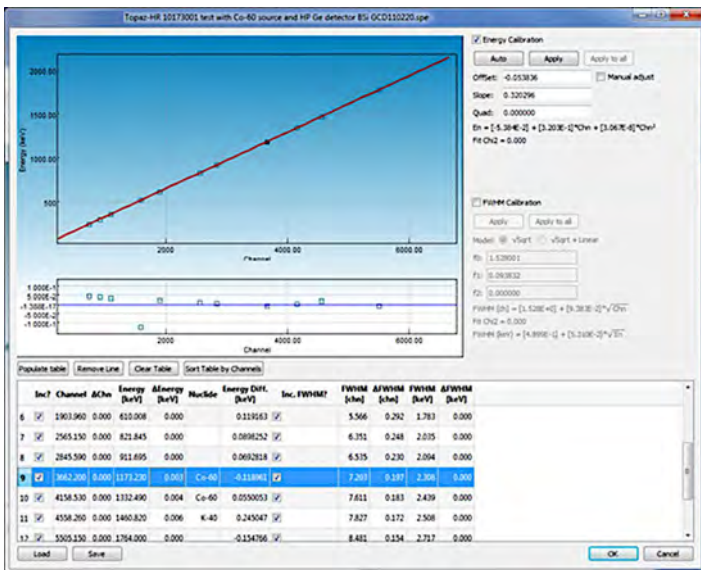 Topaz-HR 10173001 test with Co-60 source and HP Ge detector BSi GCD110220.spe
Energy Calibration
Auto Apply Apply to all
Offset: -0.053836 Manual adjust
Slope: 0.320296
Quad: 0.000000
En = [-5.384E-2] + [3.203E-1]*Chn + [3.067E-8]*Chn²
Fit Chi2 = 0.000
2000.00
1500.00
1000.00
500
Energy (keV)
2000 4000.00 6000.00
Channel
FWHM Calibration
Apply Apply to all
Model: √Sqrt √Sqrt + Linear
f0: 1.528001
f1: 0.093832
f2: 0.000000
FWHM [ch] = [1.528E+0] + [9.383E-2]*√Chn
Fit Chi2 = 0.000
1.000E-1
5.000E-2
-5.000E-2
-1.000E-1
2000 4000.00 6000.00
Channel
Populate table Remove Line Clear Table Sort Table by Channels
Inc? Channel ΔChn Energy [keV] ΔEnergy [keV] Nuclide Energy Diff. [keV] Inc. FWHM? FWHM [chn] ΔFWHM [chn] FWHM [keV] ΔFWHM [keV]
6 1903.960 0.000 610.008 0.000 0.119163 5.566 0.292 1.783 0.000
7 2565.150 0.000 821.845 0.000 0.0898252 6.351 0.248 2.035 0.000
8 2845.590 0.000 911.695 0.000 0.0692818 6.535 0.230 2.094 0.000
9 3662.200 0.000 1173.230 0.003 Co-60 -0.118961 7.203 0.197 2.308 0.000
10 4158.530 0.000 1332.490 0.004 Co-60 0.0550053 7.611 0.183 2.439 0.000
11 4558.260 0.000 1460.820 0.006 K-40 0.245047 7.827 0.172 2.508 0.000
12 5505.150 0.000 1764.000 0.000 -0.154766 8.481 0.154 2.717 0.000
Load Save OK Cancel